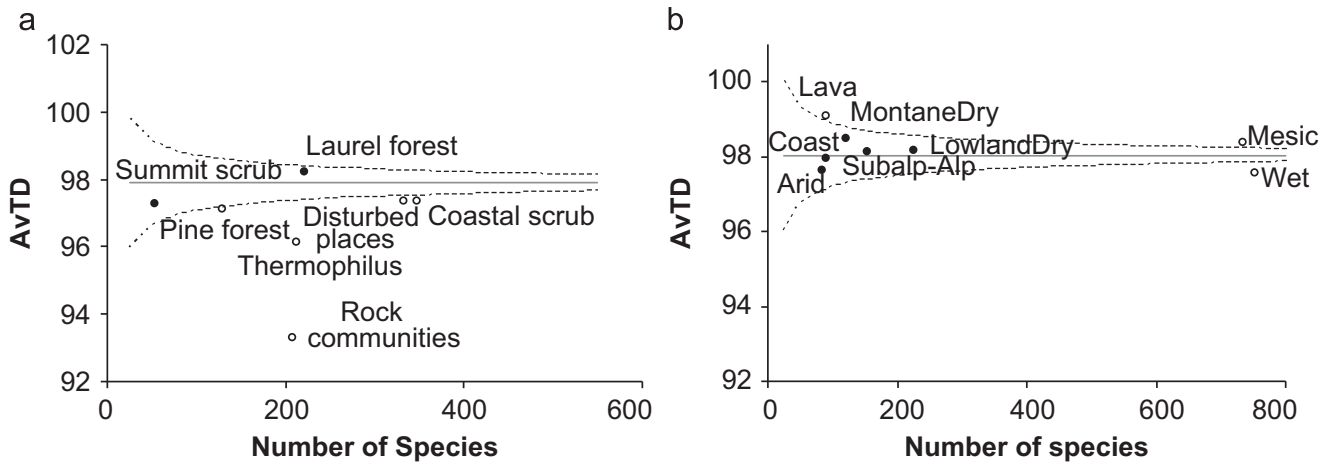 a
102
100
98
96
94
92
AvTD
Laurel forest
Summit scrub
Pine forest
Disturbed
places
Coastal scrub
Thermophilus
Rock
communities
0
200
400
600
Number of Species
b
100
98
96
94
92
AvTD
Lava
MontaneDry
Coast
LowlandDry
Mesic
Subalp-Alp
Arid
Wet
0
200
400
600
800
Number of species